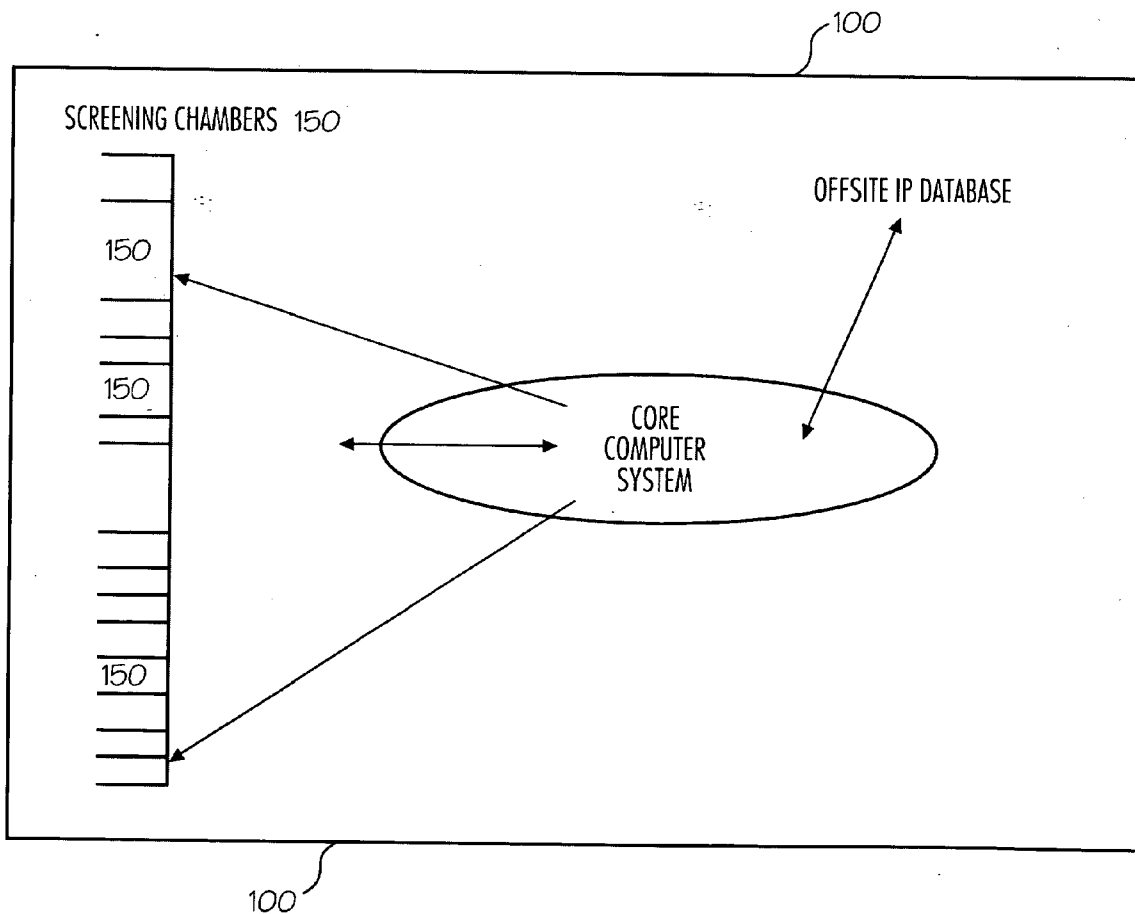 100
SCREENING CHAMBERS 150
OFFSITE IP DATABASE
150
150
CORE
COMPUTER
SYSTEM
150
100